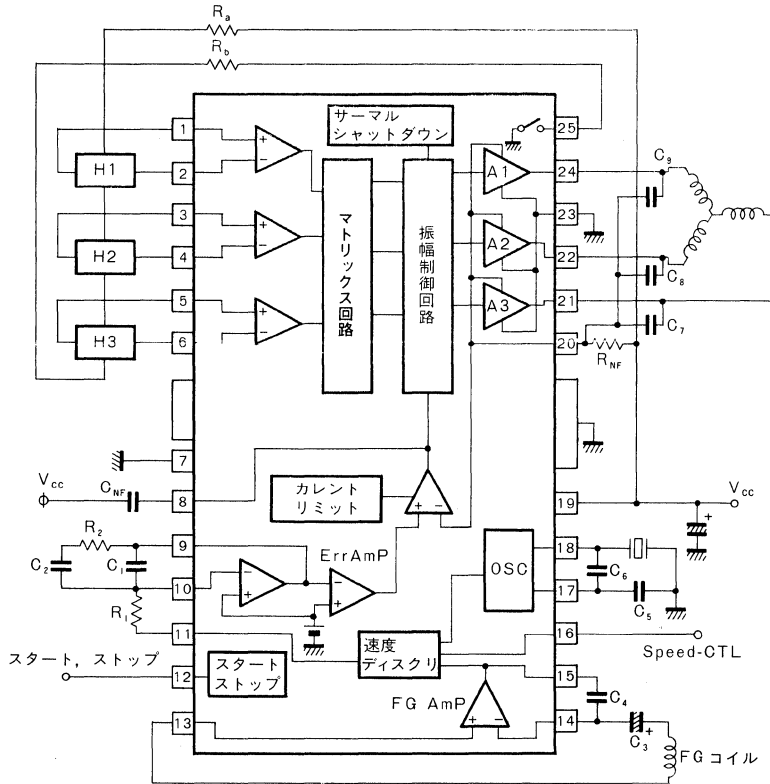 Ra
Rb
サーマル
シャットダウン
1
2
3
4
5
6
7
8
9
10
11
12
13
H1
H2
H3
マトリックス回路
振幅制御回路
A1
A2
A3
25
24
23
22
21
20
19
18
17
16
15
14
C9
C8
C7
RNF
Vcc
CNF
カレント
リミット
Vcc
R2
C2
C1
R1
ErrAmP
OSC
C6
C5
スタート, ストップ
スタート
ストップ
速度
ディスクリ
Speed-CTL
FG AmP
C4
C3
FGコイル